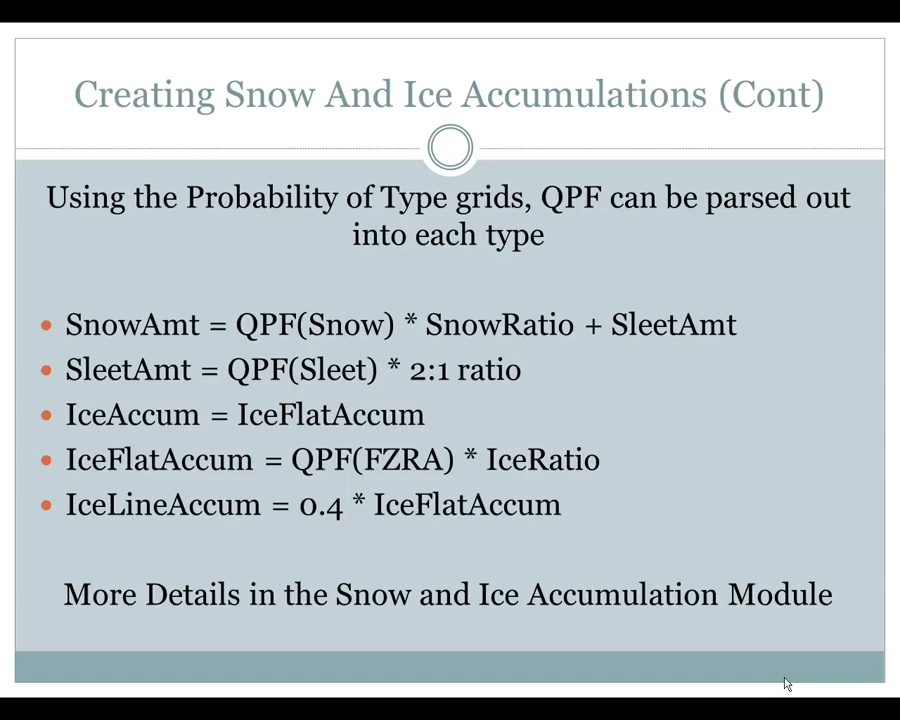 Creating Snow And Ice Accumulations (Cont)
Using the Probability of Type grids, QPF can be parsed out
into each type
• SnowAmt = QPF(Snow) * SnowRatio + SleetAmt
• SleetAmt = QPF(Sleet) * 2:1 ratio
• IceAccum = IceFlatAccum
• IceFlatAccum = QPF(FZRA) * IceRatio
• IceLineAccum = 0.4 * IceFlatAccum
More Details in the Snow and Ice Accumulation Module